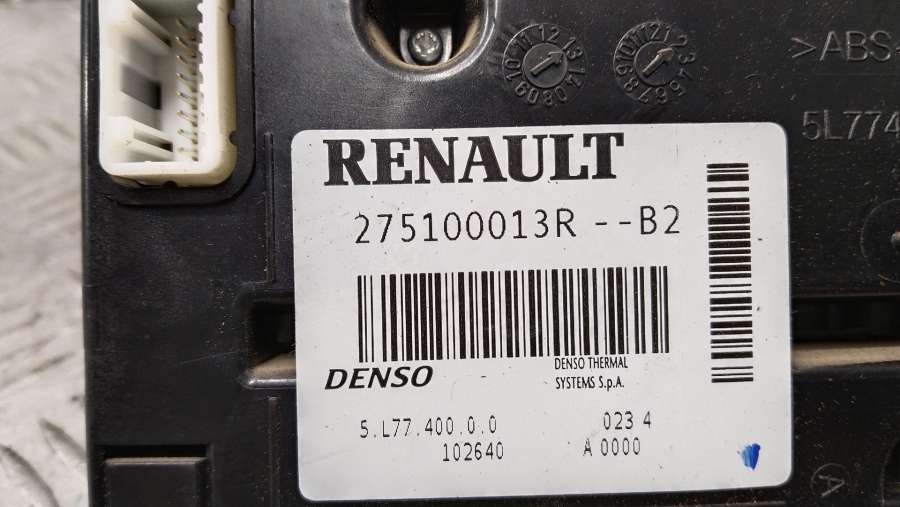 >ABS
5L774
RENAULT
275100013R --B2
DENSO
DENSO THERMAL
SYSTEMS S.p.A.
5.L77.400.0.0
023 4
102640
A 0000
A